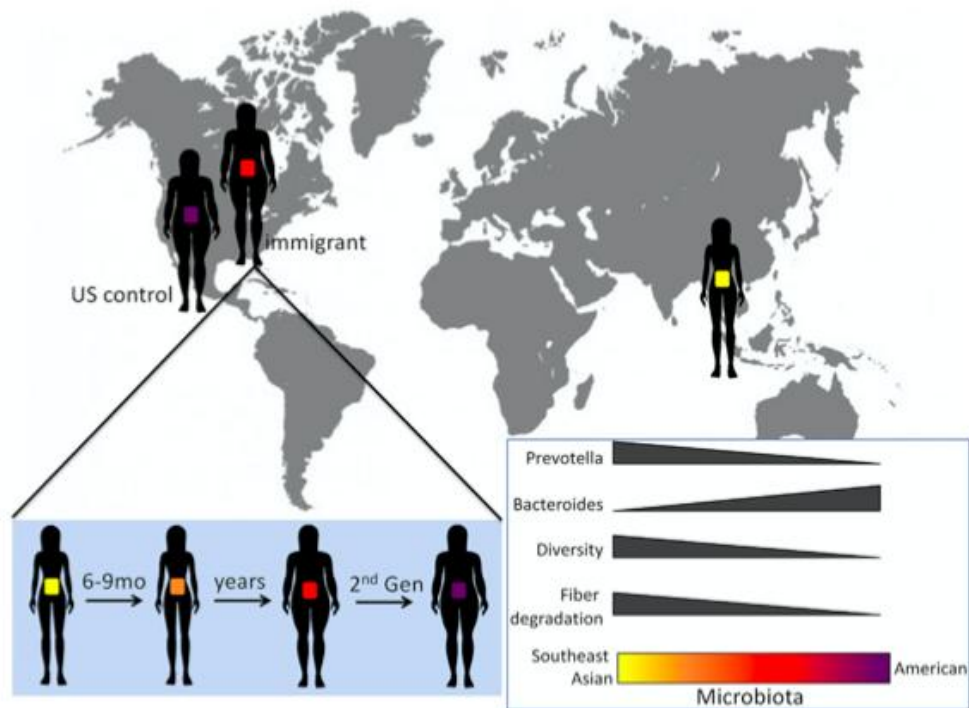 immigrant
US control
6-9mo
years
2nd Gen
Prevotella
Bacteroides
Diversity
Fiber
degradation
Southeast
Asian
American
Microbiota